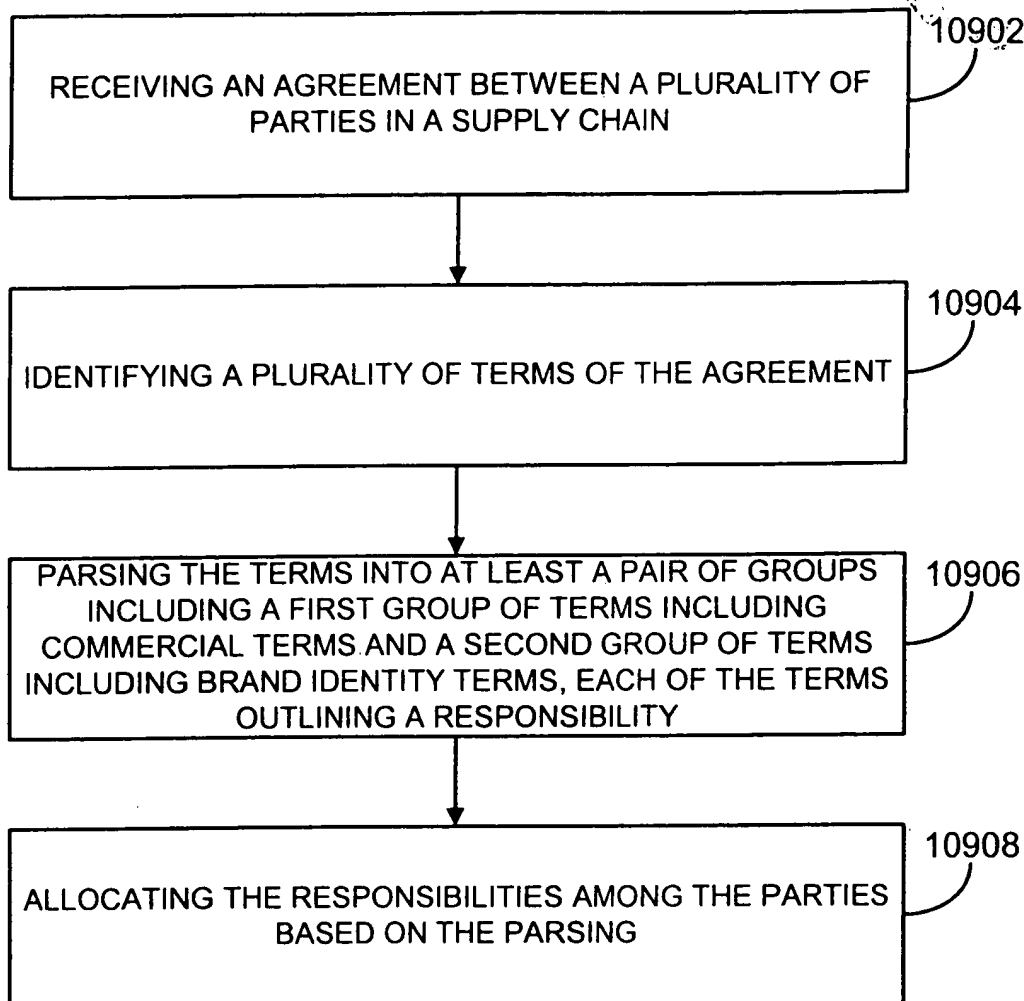 10902
RECEIVING AN AGREEMENT BETWEEN A PLURALITY OF
PARTIES IN A SUPPLY CHAIN
10904
IDENTIFYING A PLURALITY OF TERMS OF THE AGREEMENT
10906
PARSING THE TERMS INTO AT LEAST A PAIR OF GROUPS
INCLUDING A FIRST GROUP OF TERMS INCLUDING
COMMERCIAL TERMS AND A SECOND GROUP OF TERMS
INCLUDING BRAND IDENTITY TERMS, EACH OF THE TERMS
OUTLINING A RESPONSIBILITY
10908
ALLOCATING THE RESPONSIBILITIES AMONG THE PARTIES
BASED ON THE PARSING